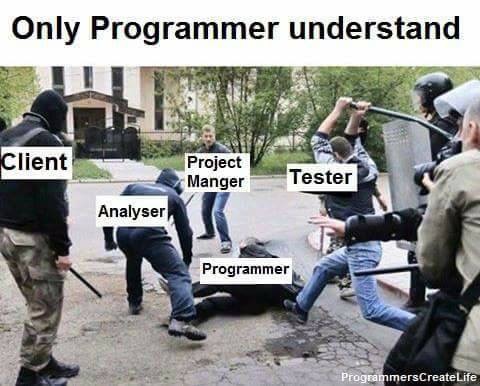 Only Programmer understand
Client
Project
Manger
Tester
Analyser
Programmer
ProgrammersCreateLife